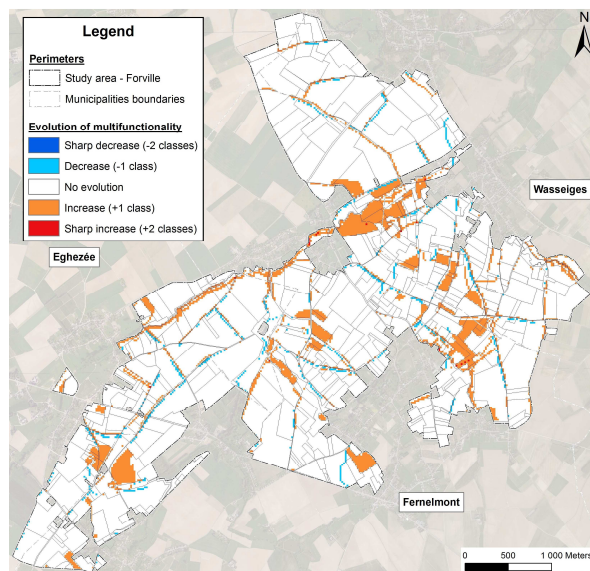 Legend
Perimeters
Study area - Forville
Municipalities boundaries
Evolution of multifunctionality
Sharp decrease (-2 classes)
Decrease (-1 class)
No evolution
Increase (+1 class)
Sharp increase (+2 classes)
N
Wasseiges
Eghezée
Fernelmont
0 500 1 000 Meters